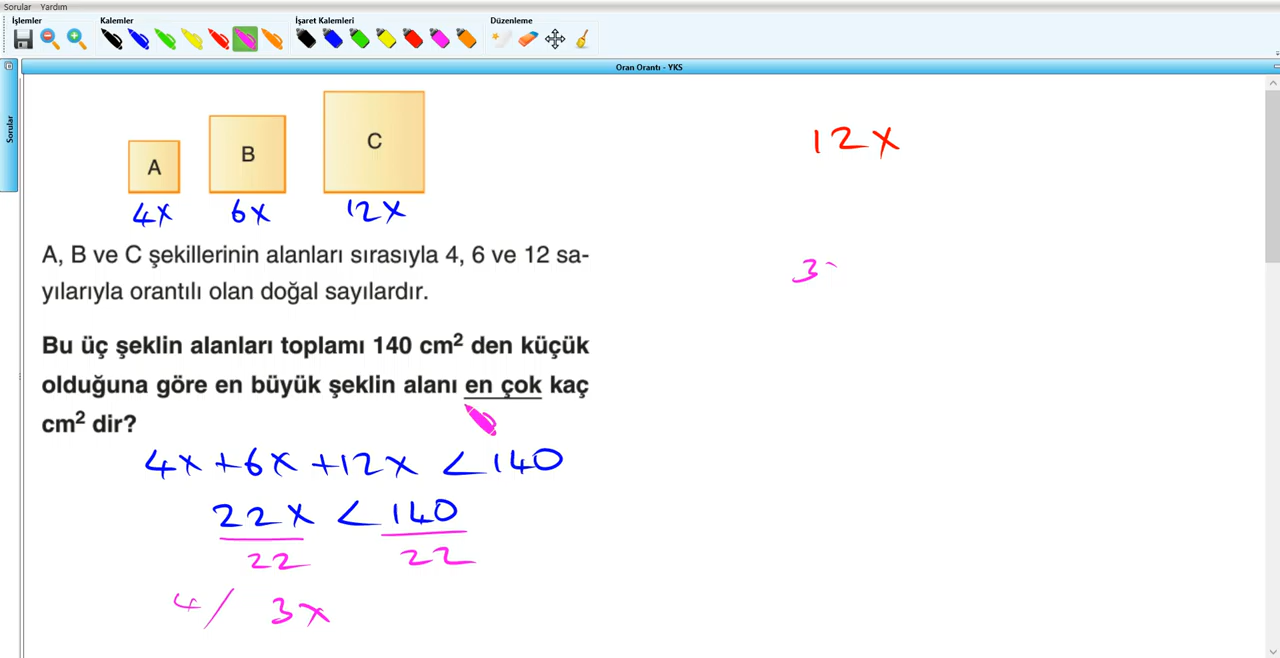 Sorular Yardım
İşlemler Kalemler İşaret Kalemleri Düzenleme
Oran Orantı - YKS
Sorular
A B C
4x 6x 12x
12x
A, B ve C şekillerinin alanları sırasıyla 4, 6 ve 12 sa-
yılarıyla orantılı olan doğal sayılardır.
3
Bu üç şeklin alanları toplamı 140 cm² den küçük
olduğuna göre en büyük şeklin alanı en çok kaç
cm² dir?
4x + 6x + 12x < 140
22x < 140
22 22
4/ 3x